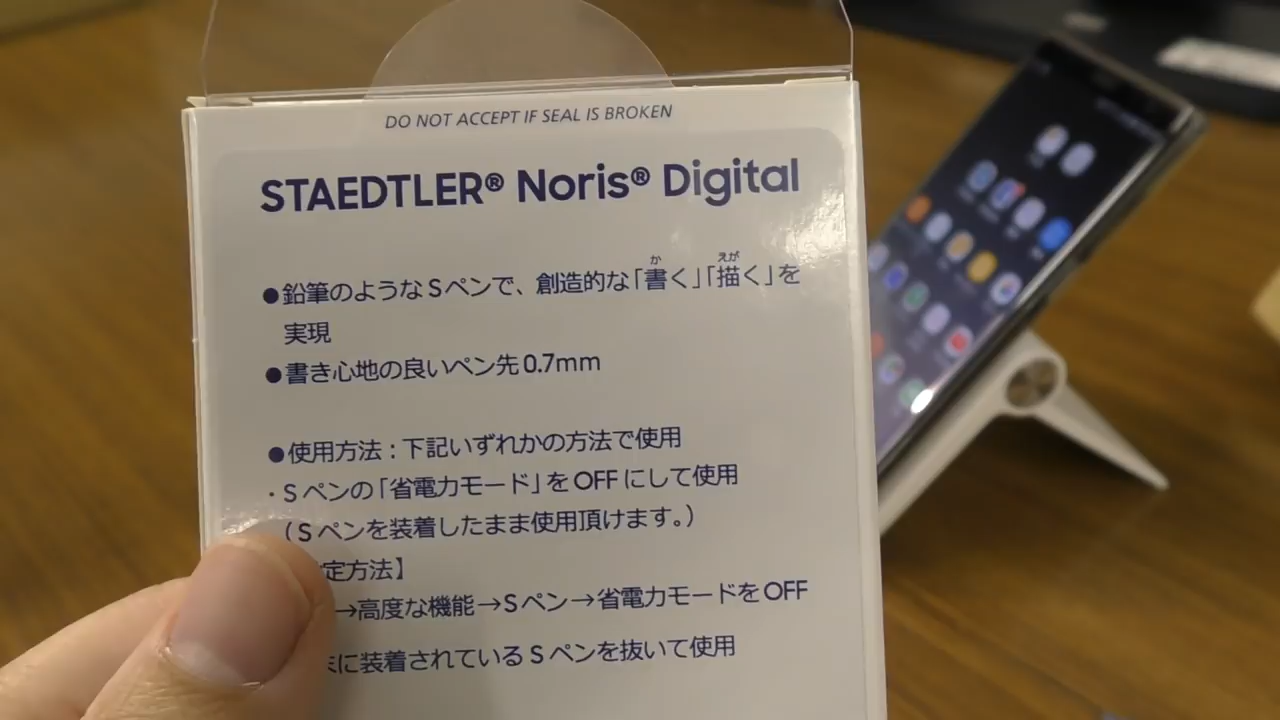 DO NOT ACCEPT IF SEAL IS BROKEN
STAEDTLER® Noris® Digital
か えが
●鉛筆のようなSペンで、創造的な「書く」「描く」を
実現
●書き心地の良いペン先0.7mm
●使用方法：下記いずれかの方法で使用
・Sペンの「省電力モード」をOFFにして使用
（Sペンを装着したまま使用頂けます。）
定方法】
→高度な機能→Sペン→省電力モードをOFF
に装着されているSペンを抜いて使用